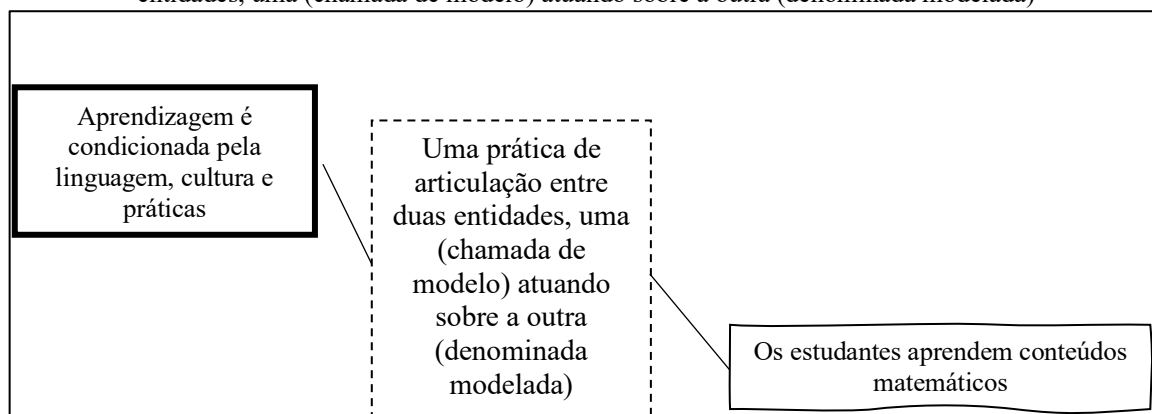 entidades, uma (chamada de modelo) atuando sobre a outra (denominada modelada)
Aprendizagem é
condicionada pela
linguagem, cultura e
práticas
Uma prática de
articulação entre
duas entidades, uma
(chamada de
modelo) atuando
sobre a outra
(denominada
modelada)
Os estudantes aprendem conteúdos
matemáticos